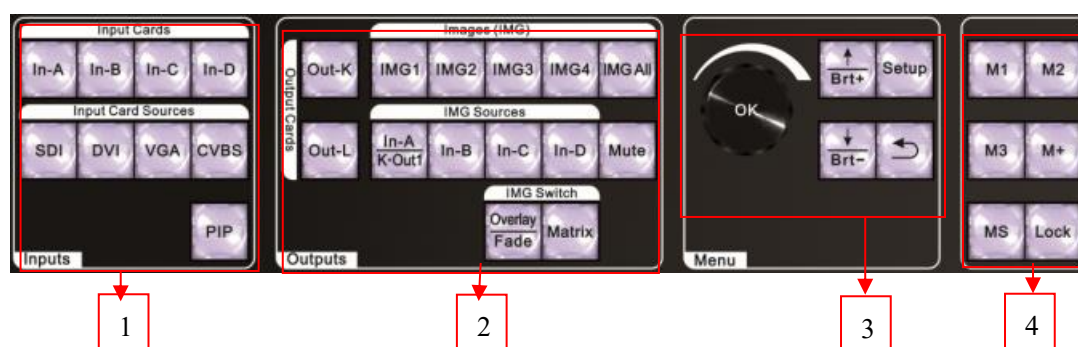 Input Cards
In-A In-B In-C In-D
Input Card Sources
SDI DVI VGA CVBS
PIP
Inputs
Output Cards
Images (IMG)
Out-K IMG1 IMG2 IMG3 IMG4 IMG All
IMG Sources
Out-L In-A K-Out1 In-B In-C In-D Mute
IMG Switch
Overlay Fade Matrix
Outputs
OK
↑ Brt+ Setup
↓ Brt−
Menu
M1 M2
M3 M+
MS Lock
1 2 3 4